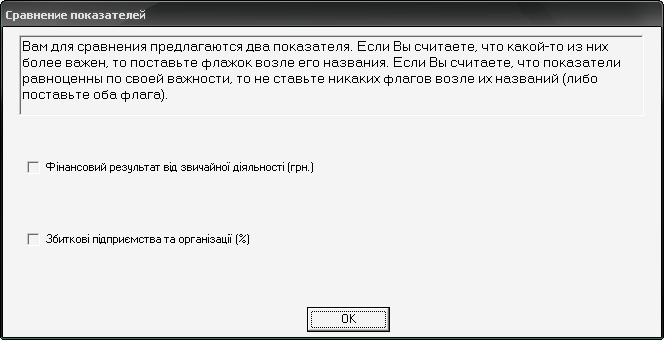 Сравнение показателей
Вам для сравнения предлагаются два показателя. Если Вы считаете, что какой-то из них
более важен, то поставьте флажок возле его названия. Если Вы считаете, что показатели
равноценны по своей важности, то не ставьте никаких флагов возле их названий (либо
поставьте оба флага).
Фінансовий результат від звичайної діяльності (грн.)
Збиткові підприємства та організації (%)
OK